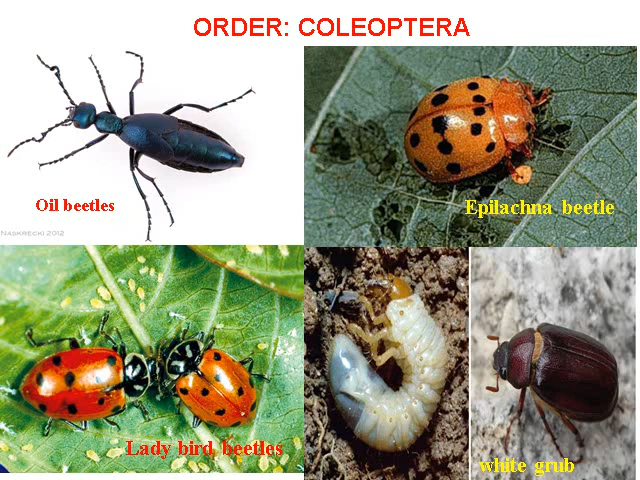 ORDER: COLEOPTERA
Oil beetles
Epilachna beetle
NASKRECKI 2012
Lady bird beetles
white grub